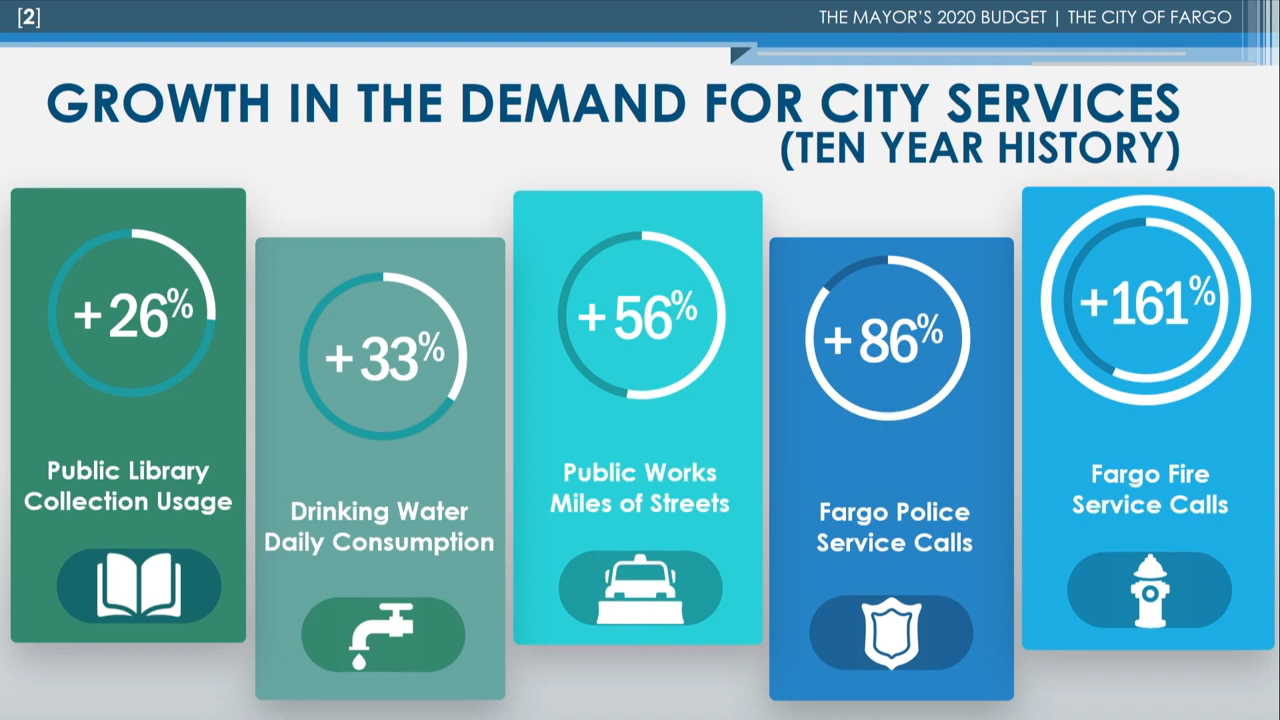 [2]
THE MAYOR'S 2020 BUDGET | THE CITY OF FARGO
GROWTH IN THE DEMAND FOR CITY SERVICES
(TEN YEAR HISTORY)
+26%
Public Library
Collection Usage
+33%
Drinking Water
Daily Consumption
+56%
Public Works
Miles of Streets
+86%
Fargo Police
Service Calls
+161%
Fargo Fire
Service Calls